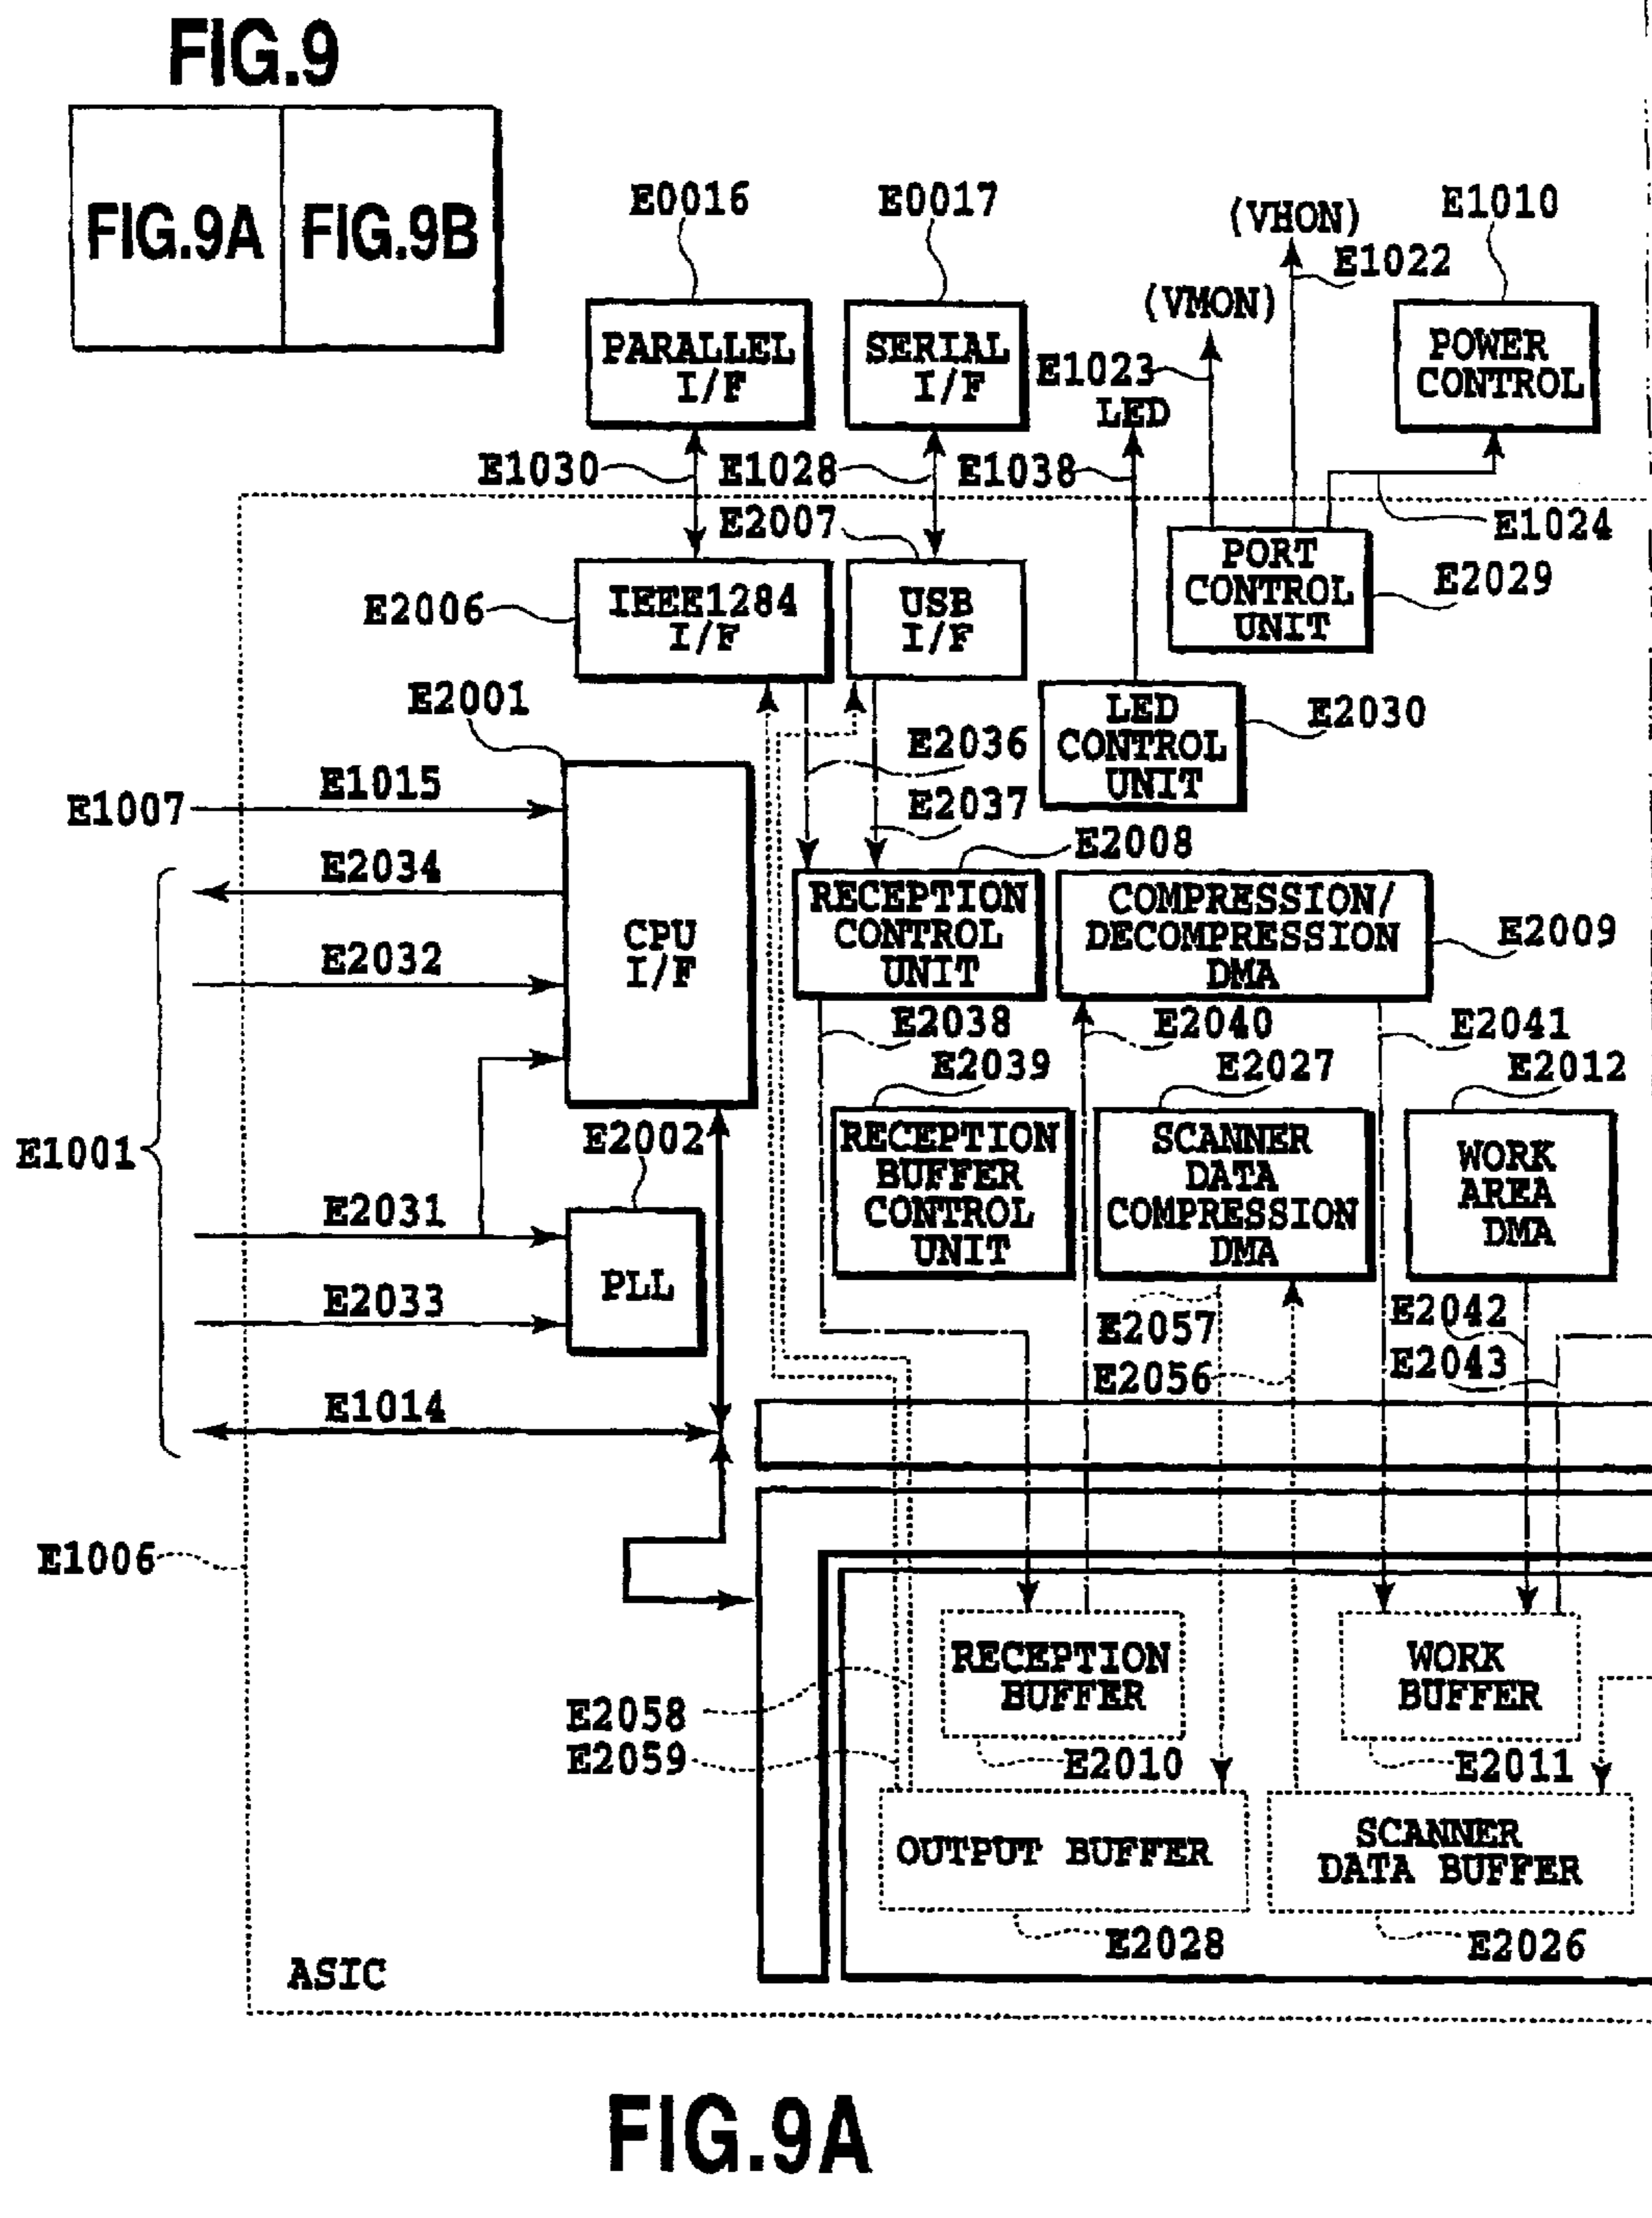 FIG.9
FIG.9A
FIG.9B
E0016
E0017
(VHON)
E1010
E1022
(VMON)
PARALLEL
I/F
SERIAL
I/F
E1023
LED
POWER
CONTROL
E1030
E1028
E1038
E2007
E1024
IEEE1284
I/F
USB
I/F
PORT
CONTROL
UNIT
E2029
E2006
E2001
LED
CONTROL
UNIT
E2030
E2036
E1015
E1007
E2037
E2008
E2034
CPU
I/F
RECEPTION
CONTROL
UNIT
COMPRESSION/
DECOMPRESSION
DMA
E2009
E2032
E2038
E2040
E2041
E2039
E2027
E2012
E2002
E1001
RECEPTION
BUFFER
CONTROL
UNIT
SCANNER
DATA
COMPRESSION
DMA
WORK
AREA
DMA
E2031
PLL
E2033
E2057
E2042
E2056
E2043
E1014
E1006
RECEPTION
BUFFER
WORK
BUFFER
E2058
E2059
E2010
E2011
OUTPUT BUFFER
SCANNER
DATA BUFFER
E2028
E2026
ASIC
FIG.9A